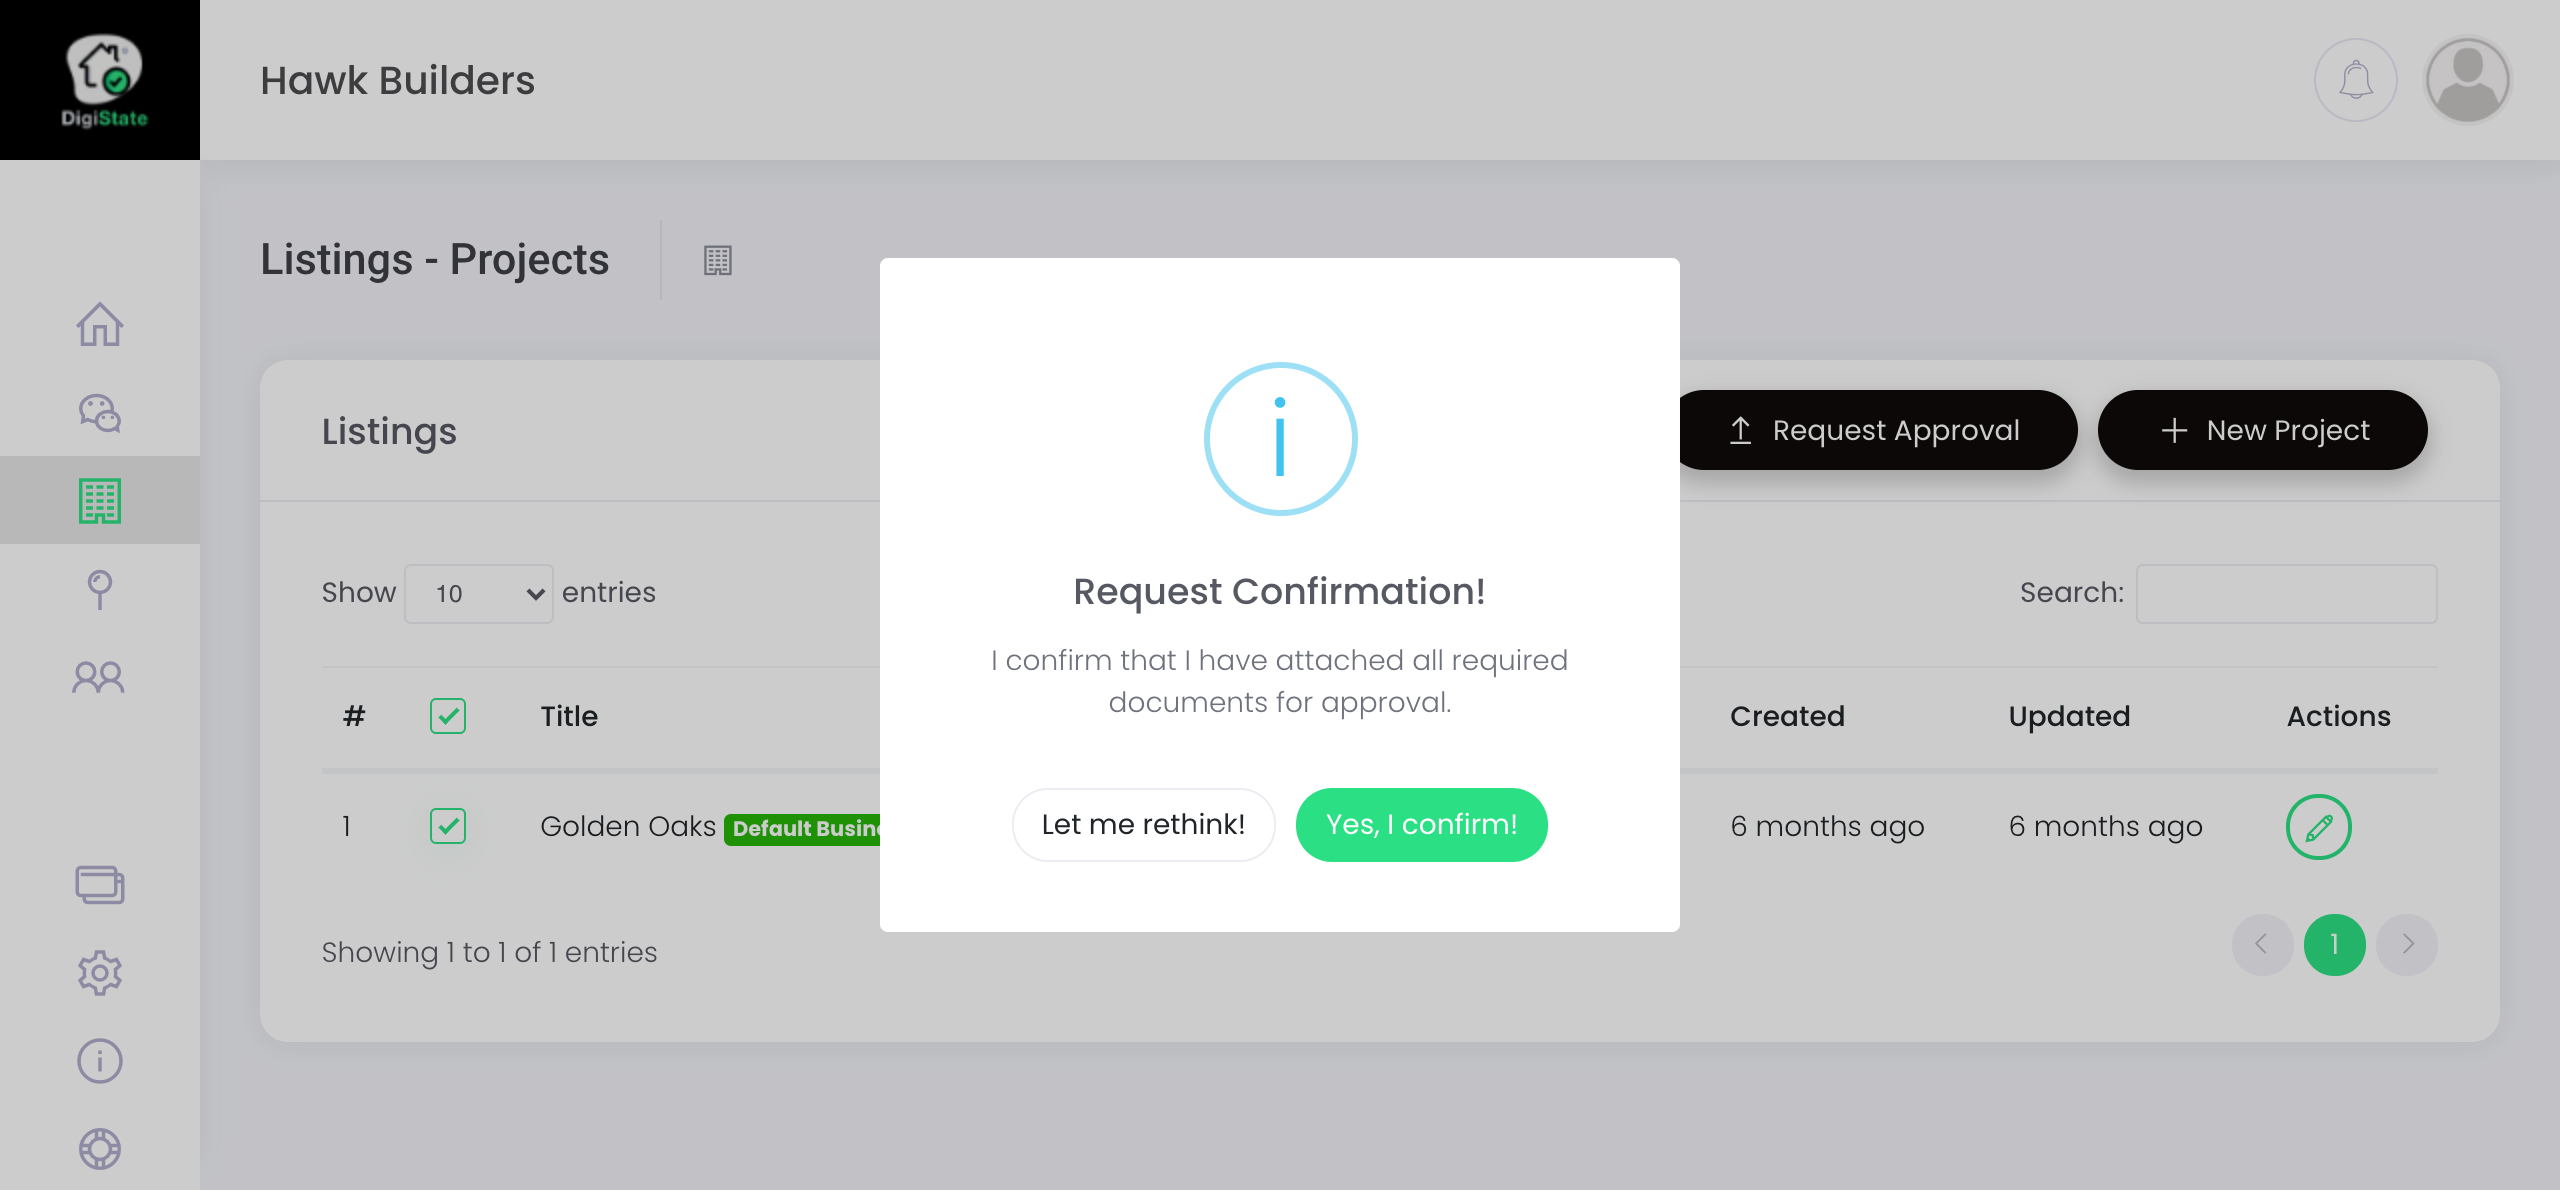 DigiState
Hawk Builders
Listings - Projects
Listings
Request Approval
New Project
Show 10 entries
Search:
# Title Created Updated Actions
1 Golden Oaks Default Busin 6 months ago 6 months ago
Showing 1 to 1 of 1 entries
1
i
Request Confirmation!
I confirm that I have attached all required
documents for approval.
Let me rethink!
Yes, I confirm!